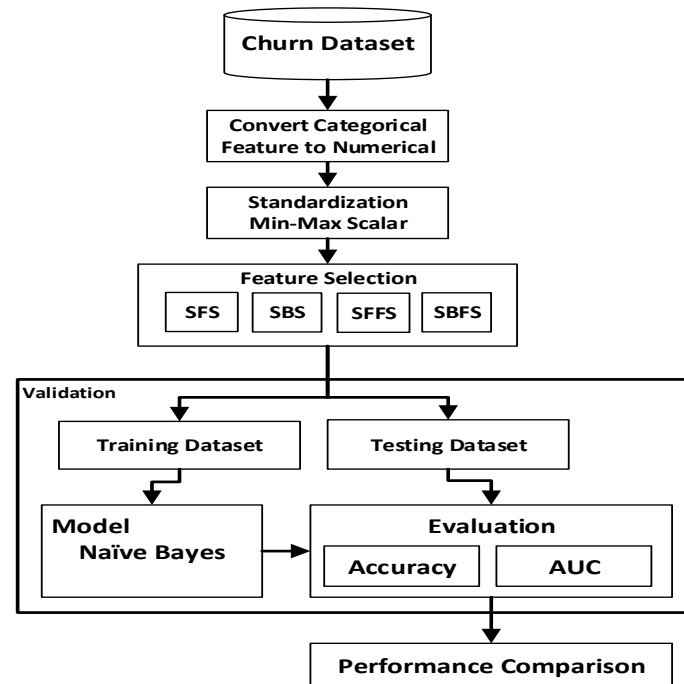 Churn Dataset
Convert Categorical
Feature to Numerical
Standardization
Min-Max Scalar
Feature Selection
SFS
SBS
SFFS
SBFS
Validation
Training Dataset
Testing Dataset
Model
Naïve Bayes
Evaluation
Accuracy
AUC
Performance Comparison